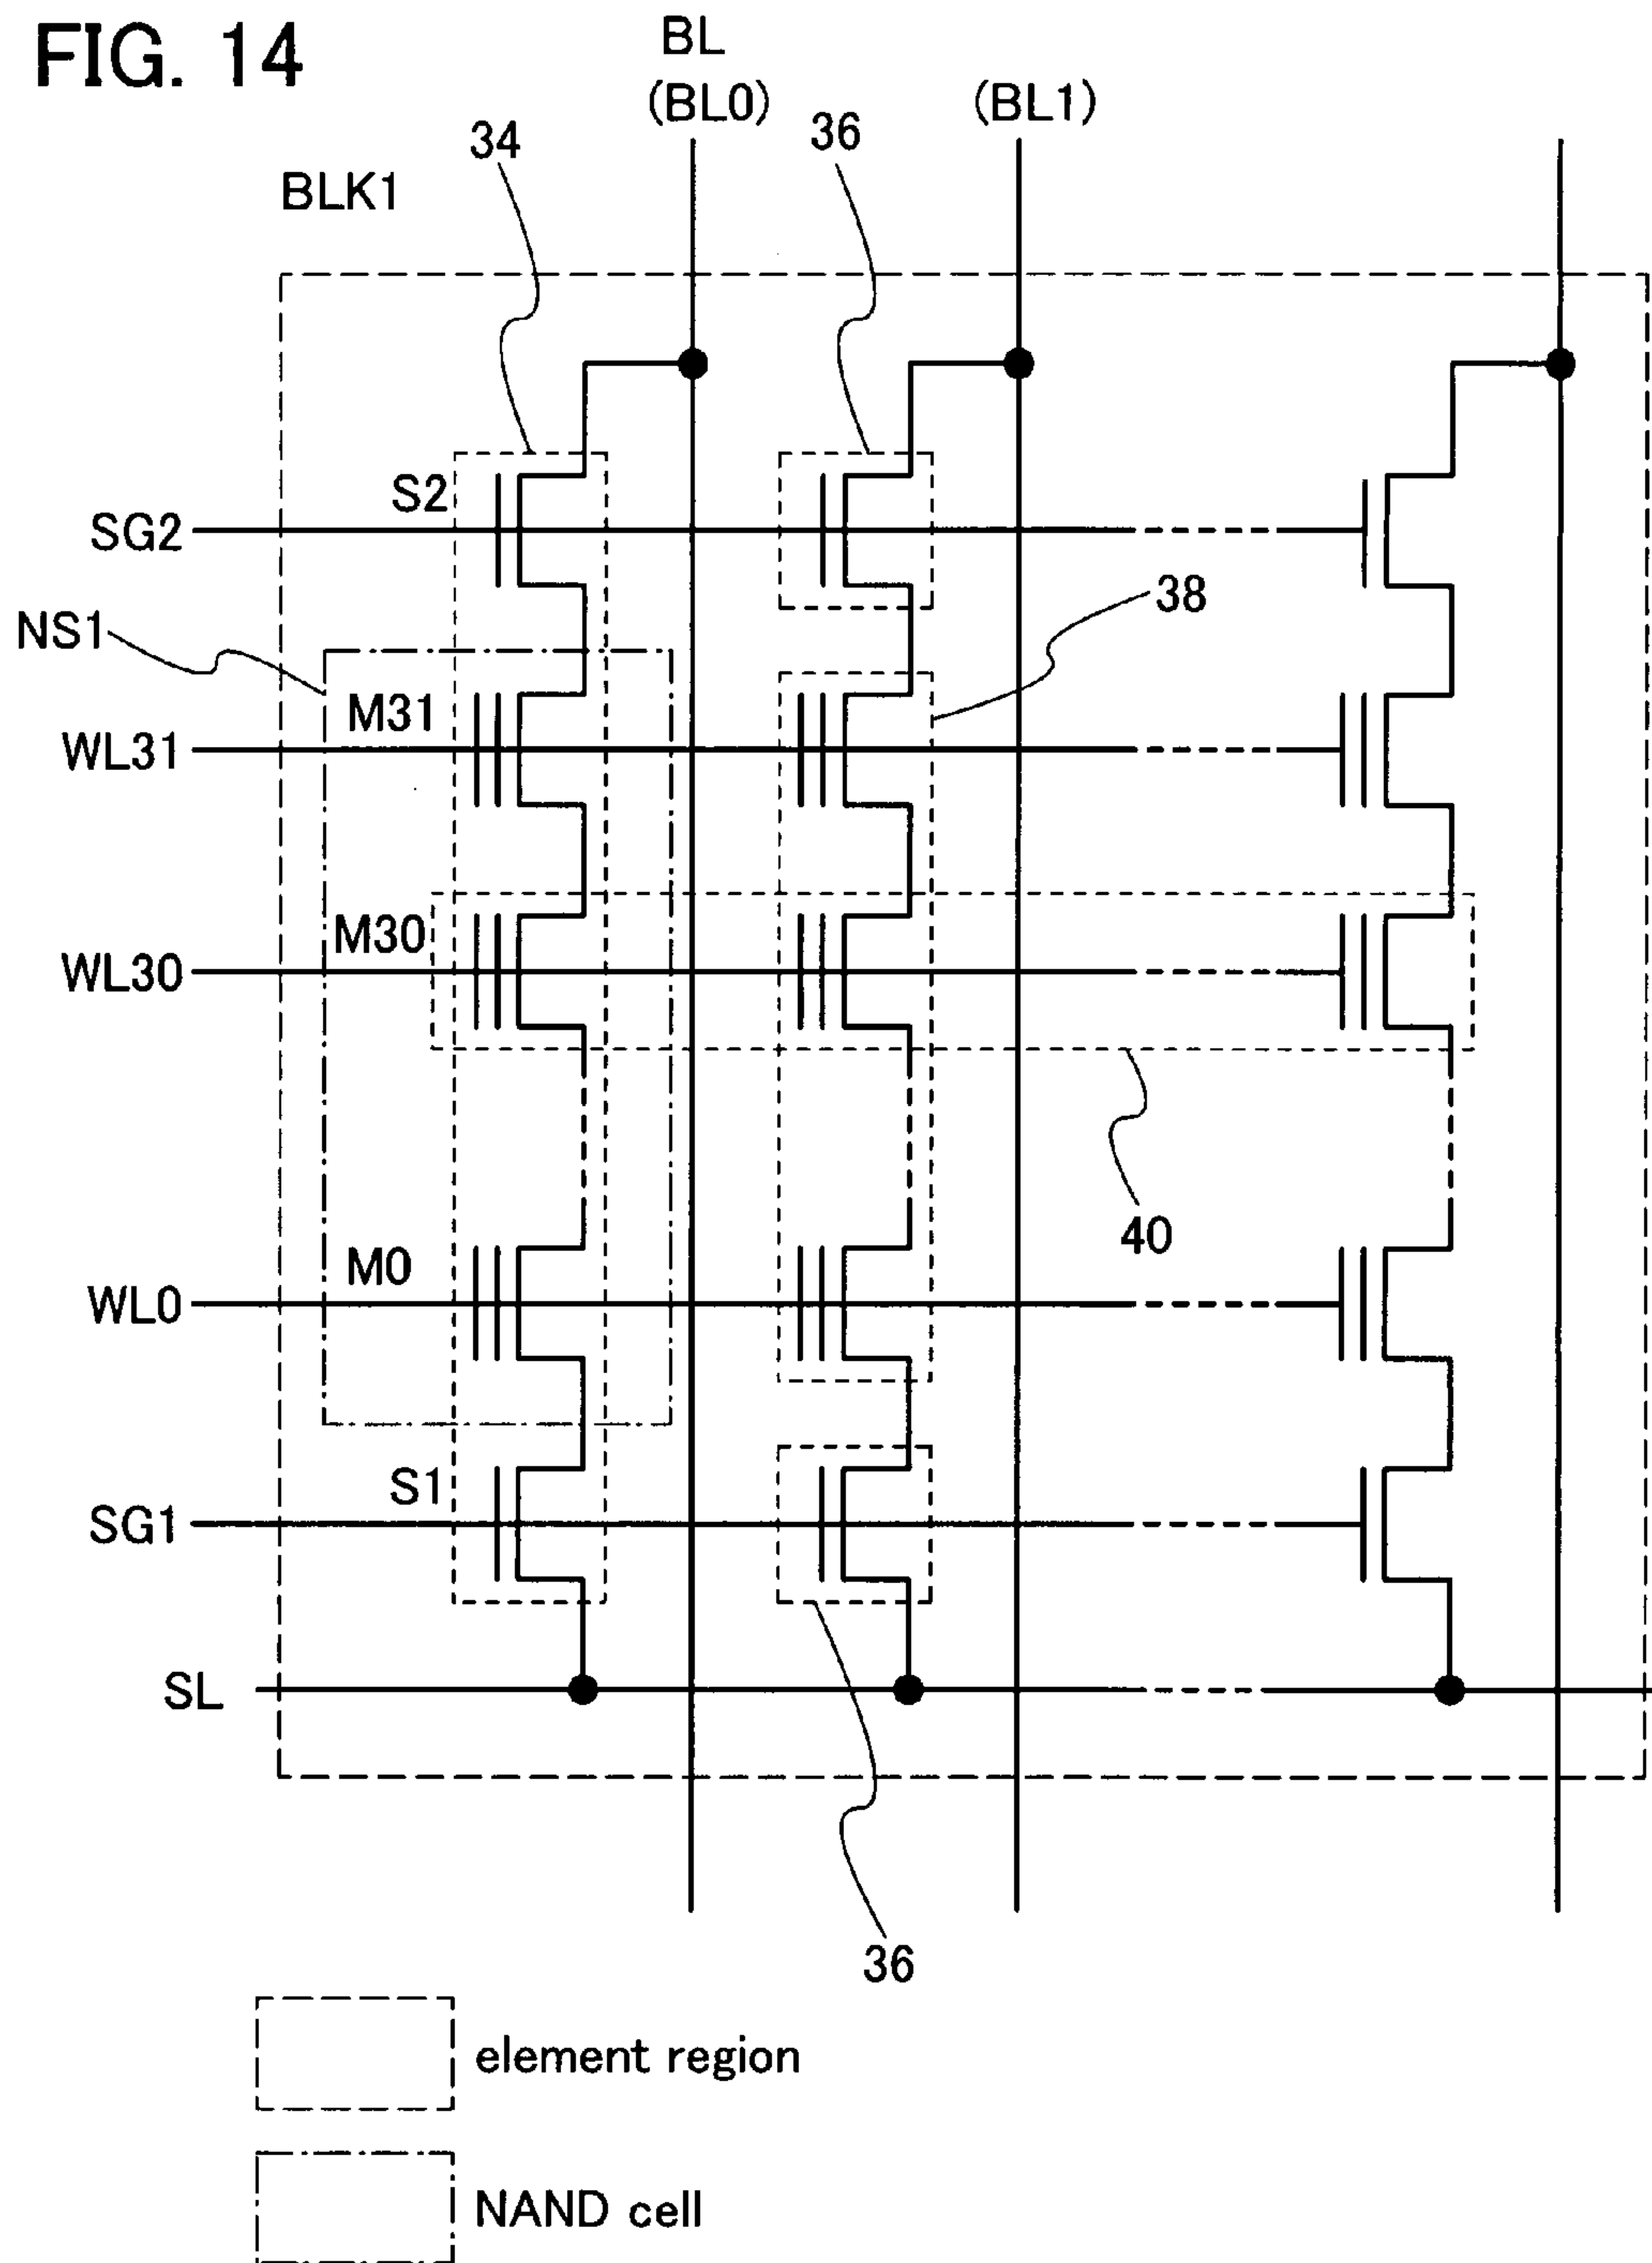 FIG. 14
BL
(BL0)
(BL1)
34
36
BLK1
S2
SG2
38
NS1
M31
WL31
M30
WL30
40
M0
WL0
S1
SG1
SL
36
element region
NAND cell